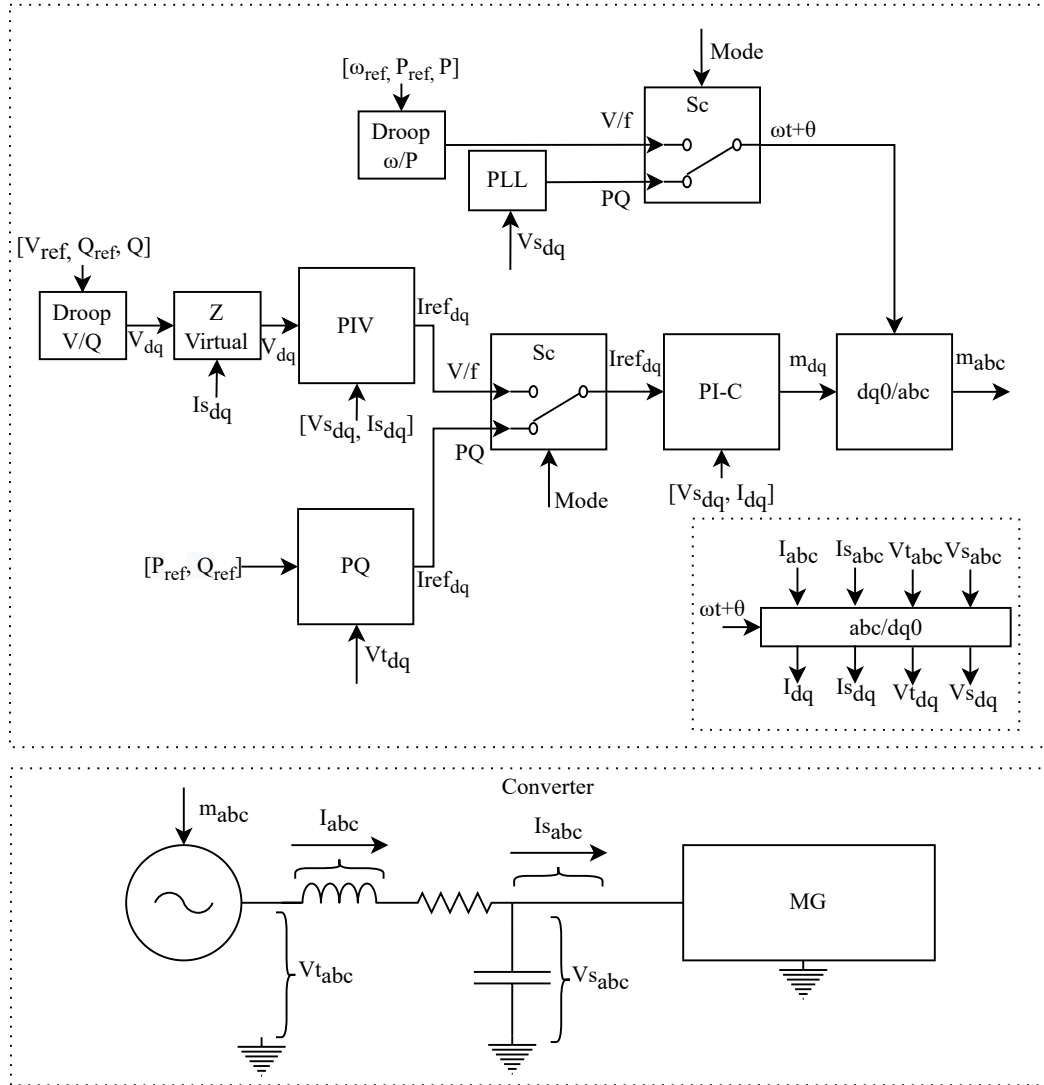 Mode
[ωref, Pref, P]
Sc
Droop
ω/P
V/f
ωt+θ
PLL
PQ
Vsdq
[Vref, Qref, Q]
Droop
V/Q
Vdq
Z
Virtual
Vdq
PIV
Irefdq
Isdq
[Vsdq, Isdq]
V/f
Sc
PQ
Irefdq
PI-C
mdq
dq0/abc
mabc
Mode
[Vsdq, Idq]
[Pref, Qref]
PQ
Irefdq
Vtdq
Iabc
Isabc
Vtabc
Vsabc
ωt+θ
abc/dq0
Idq
Isdq
Vtdq
Vsdq
Converter
mabc
Iabc
Isabc
MG
Vtabc
Vsabc